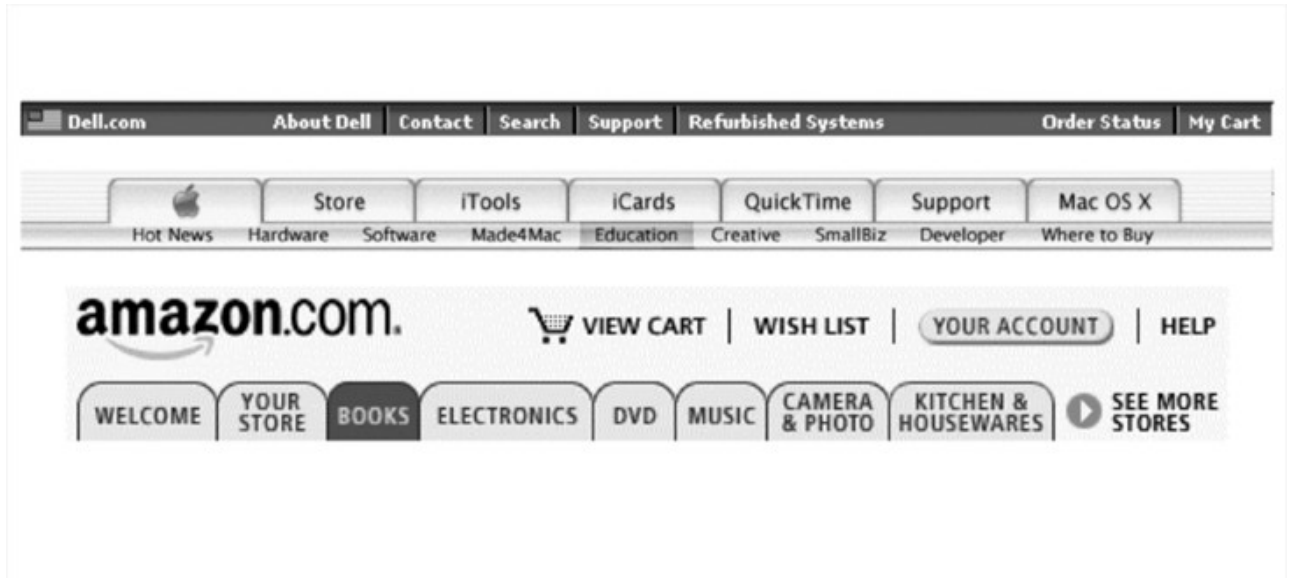 Dell.com About Dell Contact Search Support Refurbished Systems Order Status My Cart
Store iTools iCards QuickTime Support Mac OS X
Hot News Hardware Software Made4Mac Education Creative SmallBiz Developer Where to Buy
amazon.com. VIEW CART WISH LIST YOUR ACCOUNT HELP
WELCOME YOUR STORE BOOKS ELECTRONICS DVD MUSIC CAMERA & PHOTO KITCHEN & HOUSEWARES SEE MORE STORES